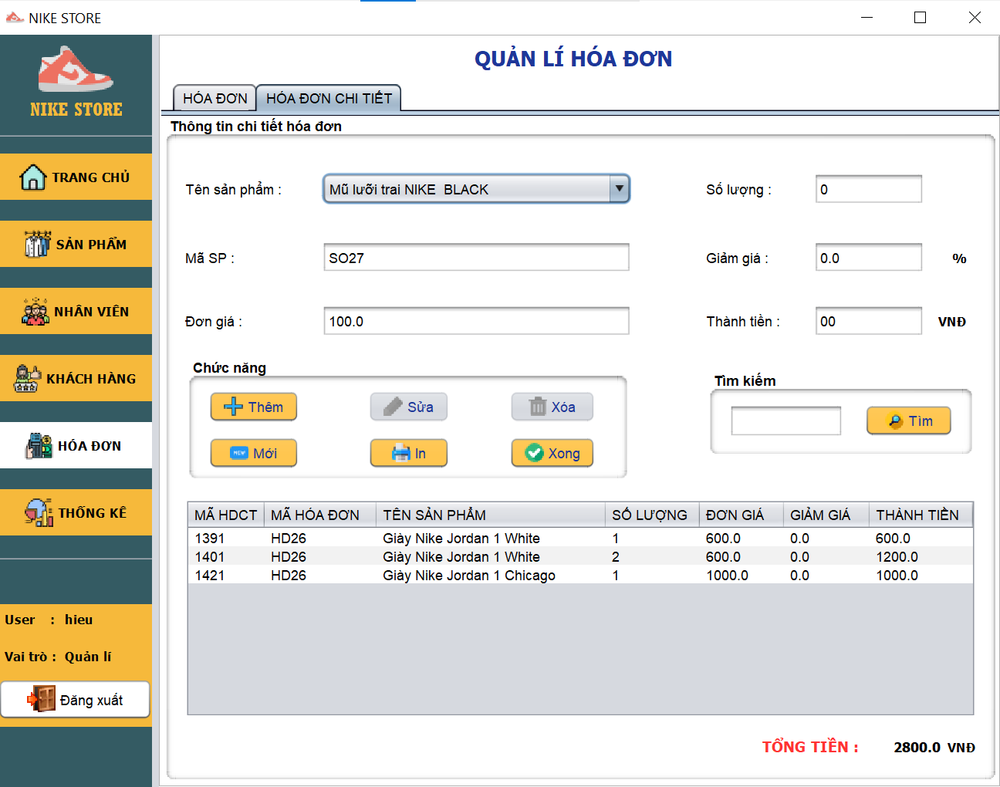 NIKE STORE
NIKE STORE
TRANG CHỦ
SẢN PHẨM
NHÂN VIÊN
KHÁCH HÀNG
HÓA ĐƠN
THỐNG KÊ
User : hieu
Vai trò : Quản lí
Đăng xuất
QUẢN LÍ HÓA ĐƠN
HÓA ĐƠN HÓA ĐƠN CHI TIẾT
Thông tin chi tiết hóa đơn
Tên sản phẩm : Mũ lưỡi trai NIKE BLACK Số lượng : 0
Mã SP : SO27 Giảm giá : 0.0 %
Đơn giá : 100.0 Thành tiền : 00 VNĐ
Chức năng
Thêm Sửa Xóa
NEW Mới In Xong
Tìm kiếm
Tìm
MÃ HDCT MÃ HÓA ĐƠN TÊN SẢN PHẨM SỐ LƯỢNG ĐƠN GIÁ GIẢM GIÁ THÀNH TIỀN
1391 HD26 Giày Nike Jordan 1 White 1 600.0 0.0 600.0
1401 HD26 Giày Nike Jordan 1 White 2 600.0 0.0 1200.0
1421 HD26 Giày Nike Jordan 1 Chicago 1 1000.0 0.0 1000.0
TỔNG TIỀN : 2800.0 VNĐ